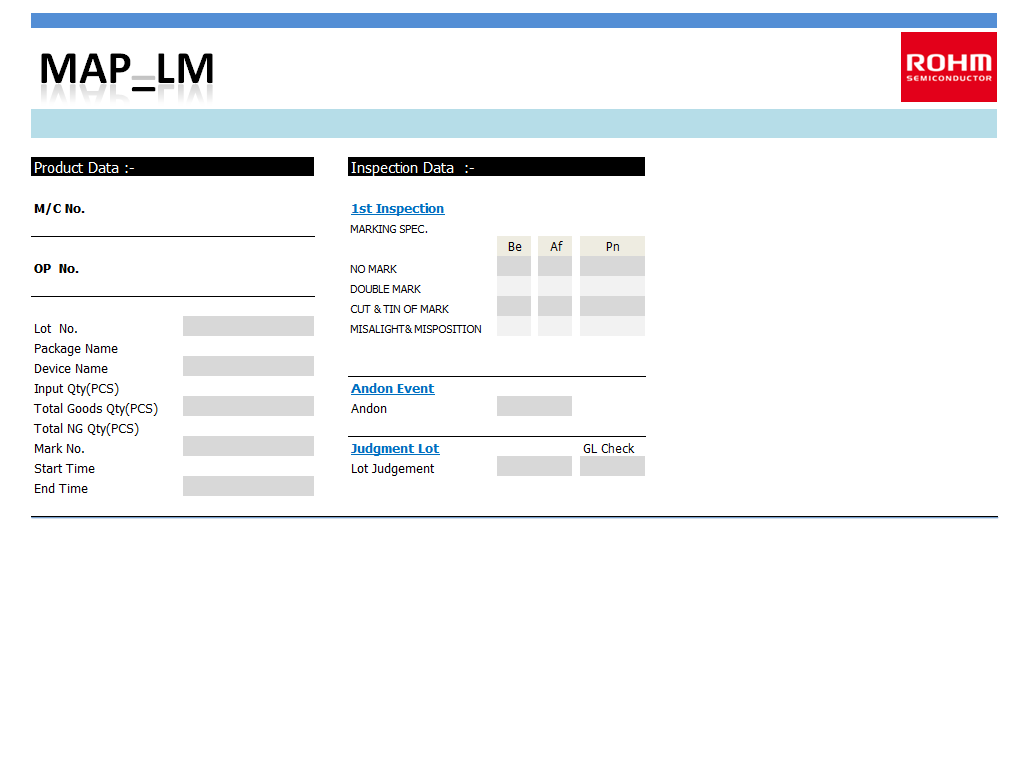 MAP_LM
ROHM
SEMICONDUCTOR
Product Data :-
M/C No.
OP No.
Lot No.
Package Name
Device Name
Input Qty(PCS)
Total Goods Qty(PCS)
Total NG Qty(PCS)
Mark No.
Start Time
End Time
Inspection Data :-
1st Inspection
MARKING SPEC.
Be Af Pn
NO MARK
DOUBLE MARK
CUT & TIN OF MARK
MISALIGHT& MISPOSITION
Andon Event
Andon
Judgment Lot GL Check
Lot Judgement